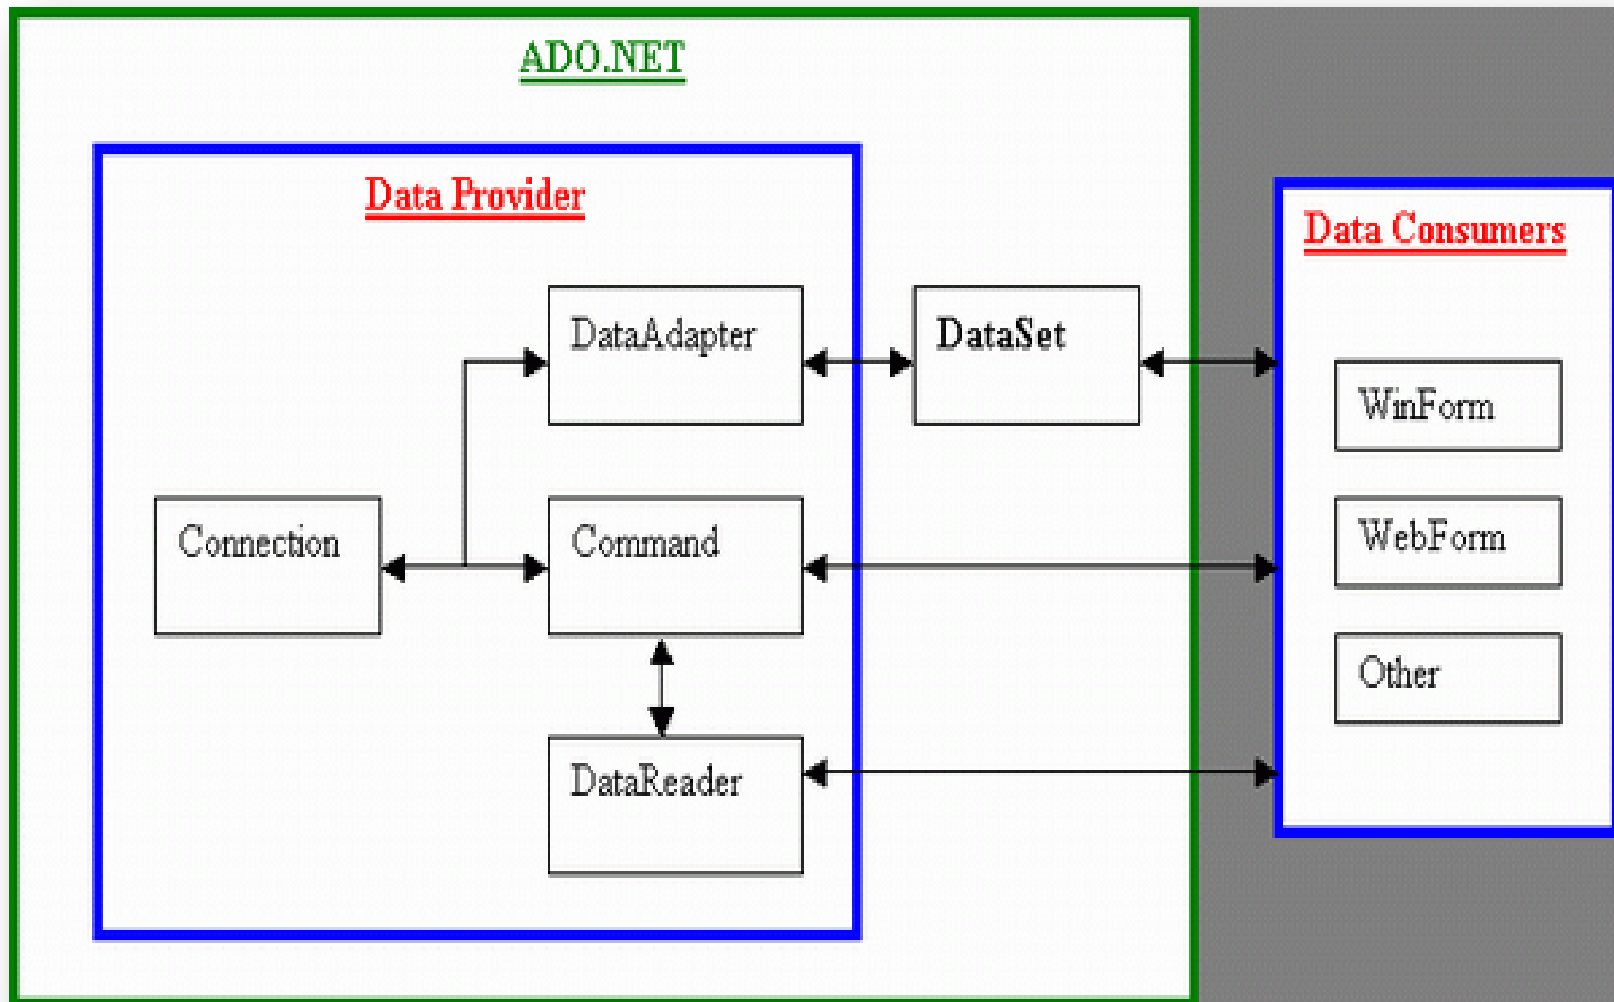 ADO.NET
Data Provider
Data Consumers
DataAdapter
DataSet
WinForm
Connection
Command
WebForm
Other
DataReader